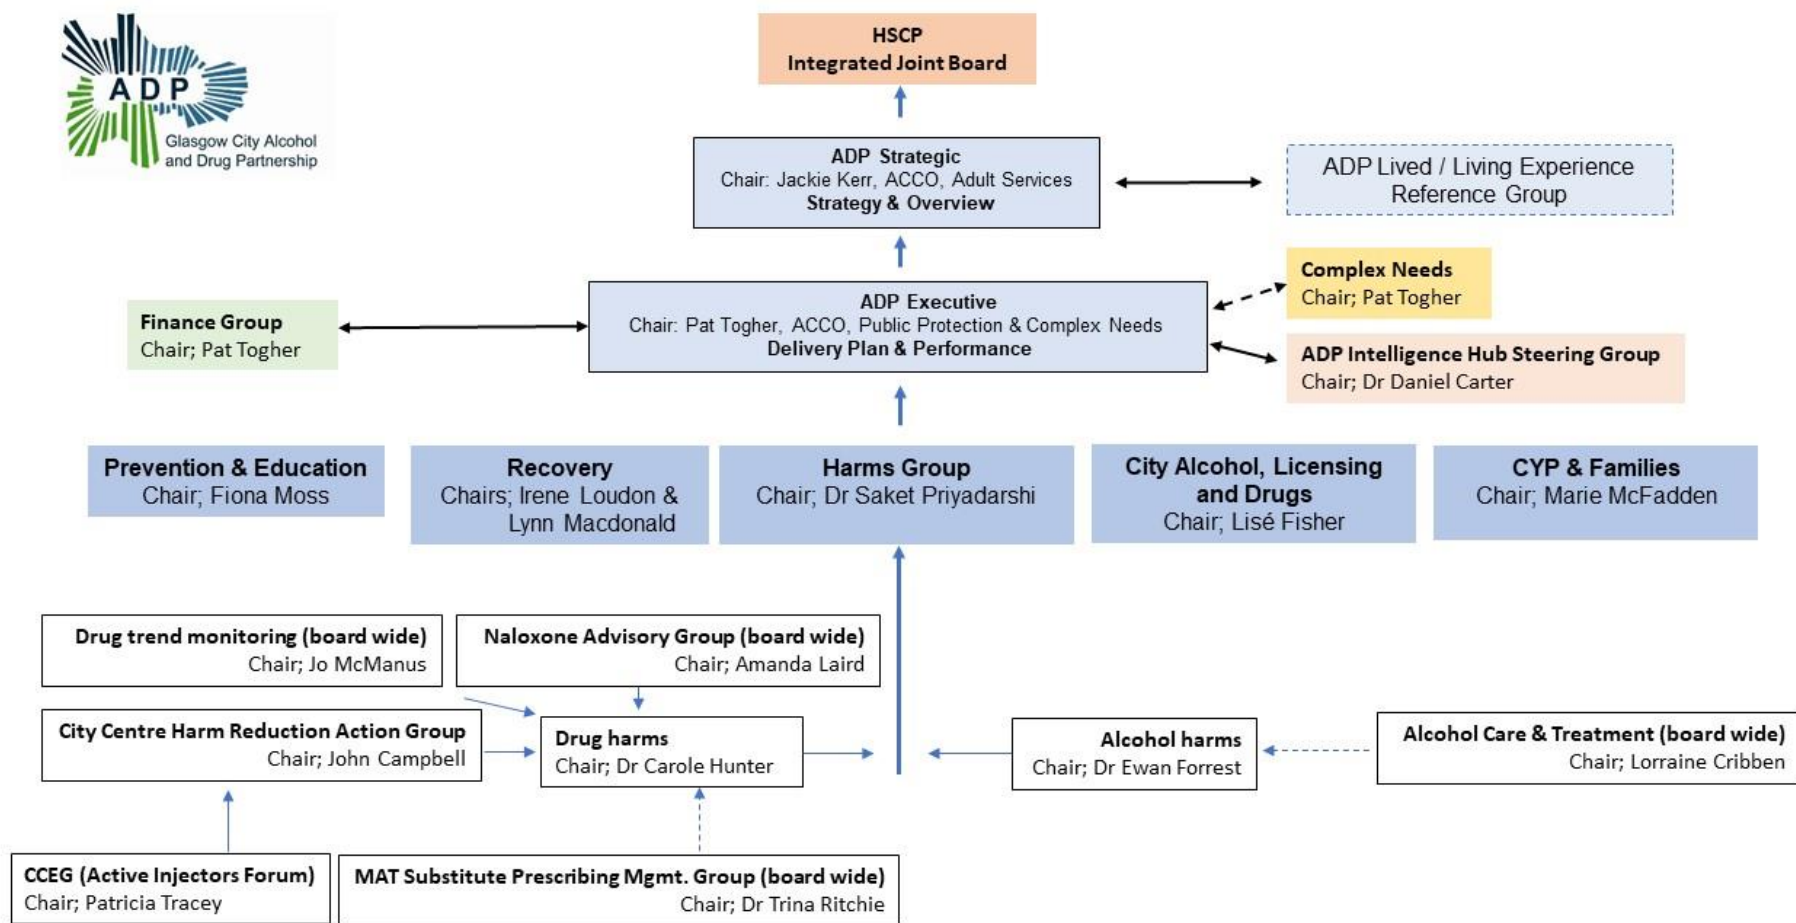 ADP
Glasgow City Alcohol
and Drug Partnership
HSCP
Integrated Joint Board
ADP Strategic
Chair: Jackie Kerr, ACCO, Adult Services
Strategy & Overview
ADP Lived / Living Experience
Reference Group
Complex Needs
Chair; Pat Togher
ADP Executive
Chair: Pat Togher, ACCO, Public Protection & Complex Needs
Delivery Plan & Performance
Finance Group
Chair; Pat Togher
ADP Intelligence Hub Steering Group
Chair; Dr Daniel Carter
Prevention & Education
Chair; Fiona Moss
Recovery
Chairs; Irene Loudon &
Lynn Macdonald
Harms Group
Chair; Dr Saket Priyadarshi
City Alcohol, Licensing
and Drugs
Chair; Lisé Fisher
CYP & Families
Chair; Marie McFadden
Drug trend monitoring (board wide)
Chair; Jo McManus
Naloxone Advisory Group (board wide)
Chair; Amanda Laird
City Centre Harm Reduction Action Group
Chair; John Campbell
Drug harms
Chair; Dr Carole Hunter
Alcohol harms
Chair; Dr Ewan Forrest
Alcohol Care & Treatment (board wide)
Chair; Lorraine Cribben
CCEG (Active Injectors Forum)
Chair; Patricia Tracey
MAT Substitute Prescribing Mgmt. Group (board wide)
Chair; Dr Trina Ritchie